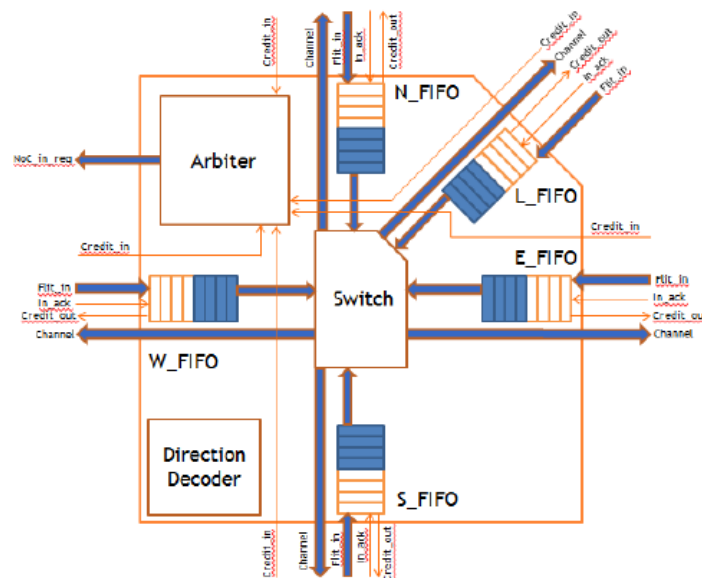 Credit_in
Channel
Flit_in
In_ack
Credit_out
Credit_in
Channel
Credit_out
In_ack
Flit_in
N_FIFO
NoC_in_req
Arbiter
L_FIFO
Credit_in
Credit_in
E_FIFO
Flit_in
In_ack
Credit_out
Channel
Switch
Flit_in
In_ack
Credit_out
Channel
W_FIFO
Direction
Decoder
S_FIFO
Credit_in
Channel
Flit_in
In_ack
Credit_out